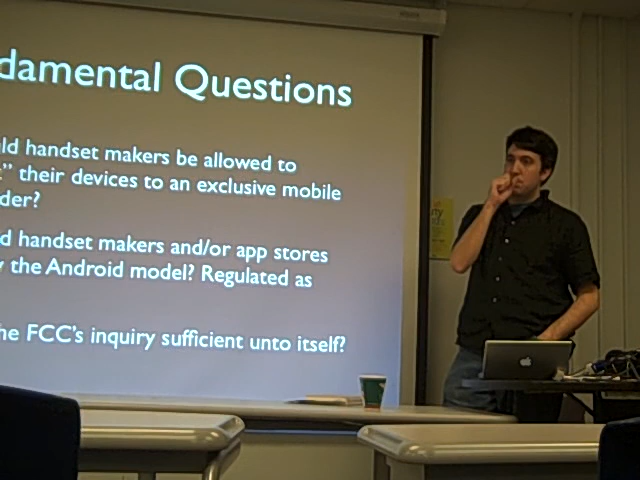 damental Questions
ld handset makers be allowed to
" their devices to an exclusive mobile
der?
d handset makers and/or app stores
the Android model? Regulated as
he FCC's inquiry sufficient unto itself?